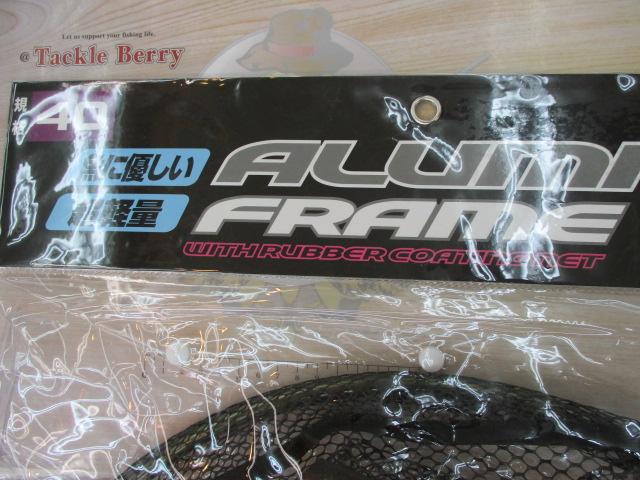 Let us support your fishing life.
@ Tackle Berry
規格 40
魚に優しい
ALUMI
超軽量
FRAME
WITH RUBBER COATING NET